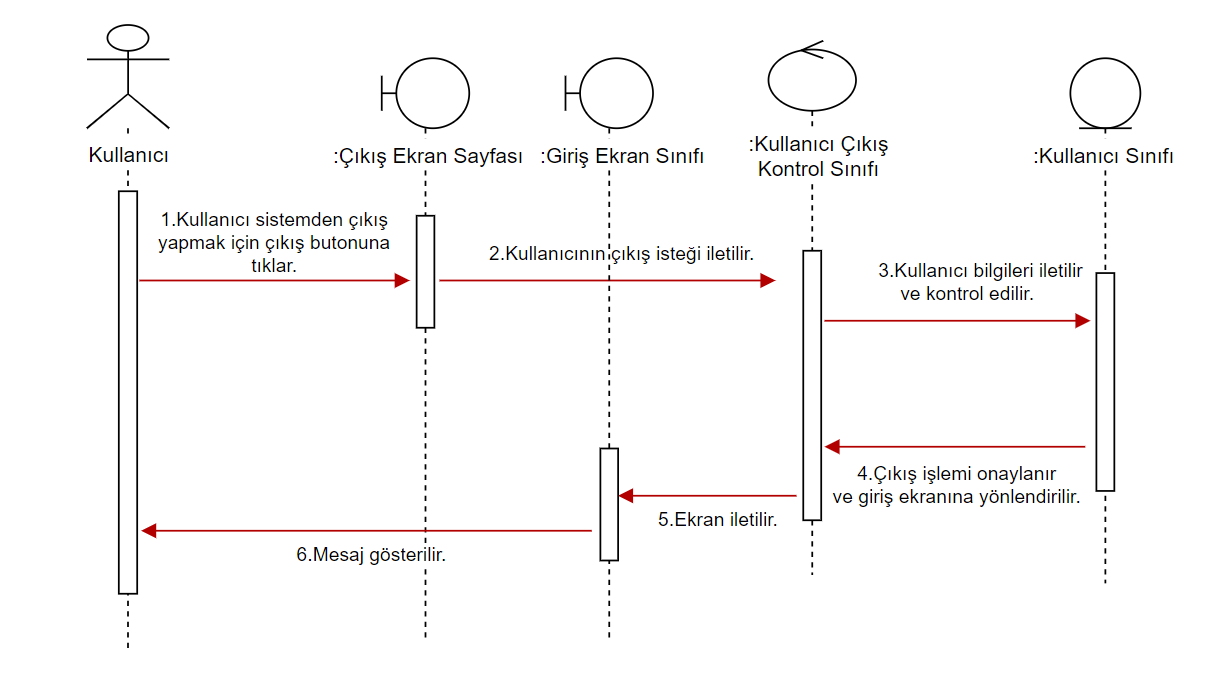 Kullanıcı
:Çıkış Ekran Sayfası
:Giriş Ekran Sınıfı
:Kullanıcı Çıkış
Kontrol Sınıfı
:Kullanıcı Sınıfı
1.Kullanıcı sistemden çıkış
yapmak için çıkış butonuna
tıklar.
2.Kullanıcının çıkış isteği iletilir.
3.Kullanıcı bilgileri iletilir
ve kontrol edilir.
4.Çıkış işlemi onaylanır
ve giriş ekranına yönlendirilir.
5.Ekran iletilir.
6.Mesaj gösterilir.